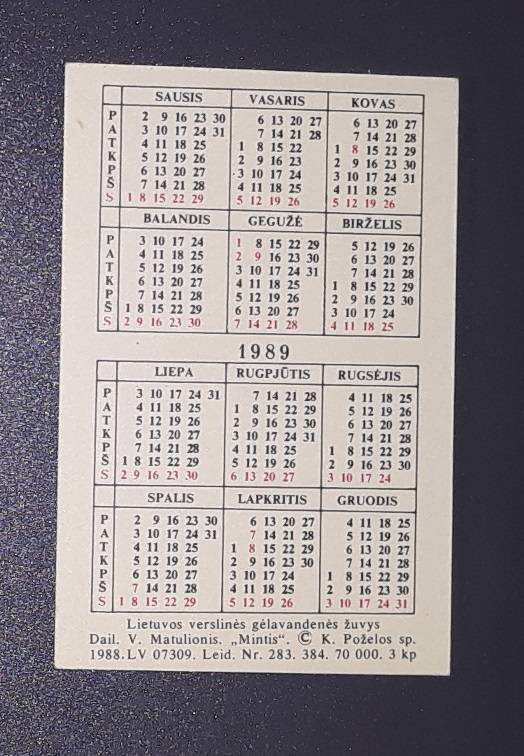 SAUSIS VASARIS KOVAS
P 2 9 16 23 30 6 13 20 27 6 13 20 27
A 3 10 17 24 31 7 14 21 28 7 14 21 28
T 4 11 18 25 1 8 15 22 1 8 15 22 29
K 5 12 19 26 2 9 16 23 2 9 16 23 30
P 6 13 20 27 3 10 17 24 3 10 17 24 31
Š 7 14 21 28 4 11 18 25 4 11 18 25
S 1 8 15 22 29 5 12 19 26 5 12 19 26
BALANDIS GEGUŽĖ BIRŽELIS
P 3 10 17 24 1 8 15 22 29 5 12 19 26
A 4 11 18 25 2 9 16 23 30 6 13 20 27
T 5 12 19 26 3 10 17 24 31 7 14 21 28
K 6 13 20 27 4 11 18 25 1 8 15 22 29
P 7 14 21 28 5 12 19 26 2 9 16 23 30
Š 1 8 15 22 29 6 13 20 27 3 10 17 24
S 2 9 16 23 30 7 14 21 28 4 11 18 25
1989
LIEPA RUGPJŪTIS RUGSĖJIS
P 3 10 17 24 31 7 14 21 28 4 11 18 25
A 4 11 18 25 1 8 15 22 29 5 12 19 26
T 5 12 19 26 2 9 16 23 30 6 13 20 27
K 6 13 20 27 3 10 17 24 31 7 14 21 28
P 7 14 21 28 4 11 18 25 1 8 15 22 29
Š 1 8 15 22 29 5 12 19 26 2 9 16 23 30
S 2 9 16 23 30 6 13 20 27 3 10 17 24
SPALIS LAPKRITIS GRUODIS
P 2 9 16 23 30 6 13 20 27 4 11 18 25
A 3 10 17 24 31 7 14 21 28 5 12 19 26
T 4 11 18 25 1 8 15 22 29 6 13 20 27
K 5 12 19 26 2 9 16 23 30 7 14 21 28
P 6 13 20 27 3 10 17 24 1 8 15 22 29
Š 7 14 21 28 4 11 18 25 2 9 16 23 30
S 1 8 15 22 29 5 12 19 26 3 10 17 24 31
Lietuvos verslinės gėlavandenės žuvys
Dail. V. Matulionis. „Mintis“. © K. Poželos sp.
1988. LV 07309. Leid. Nr. 283. 384. 70 000. 3 kp